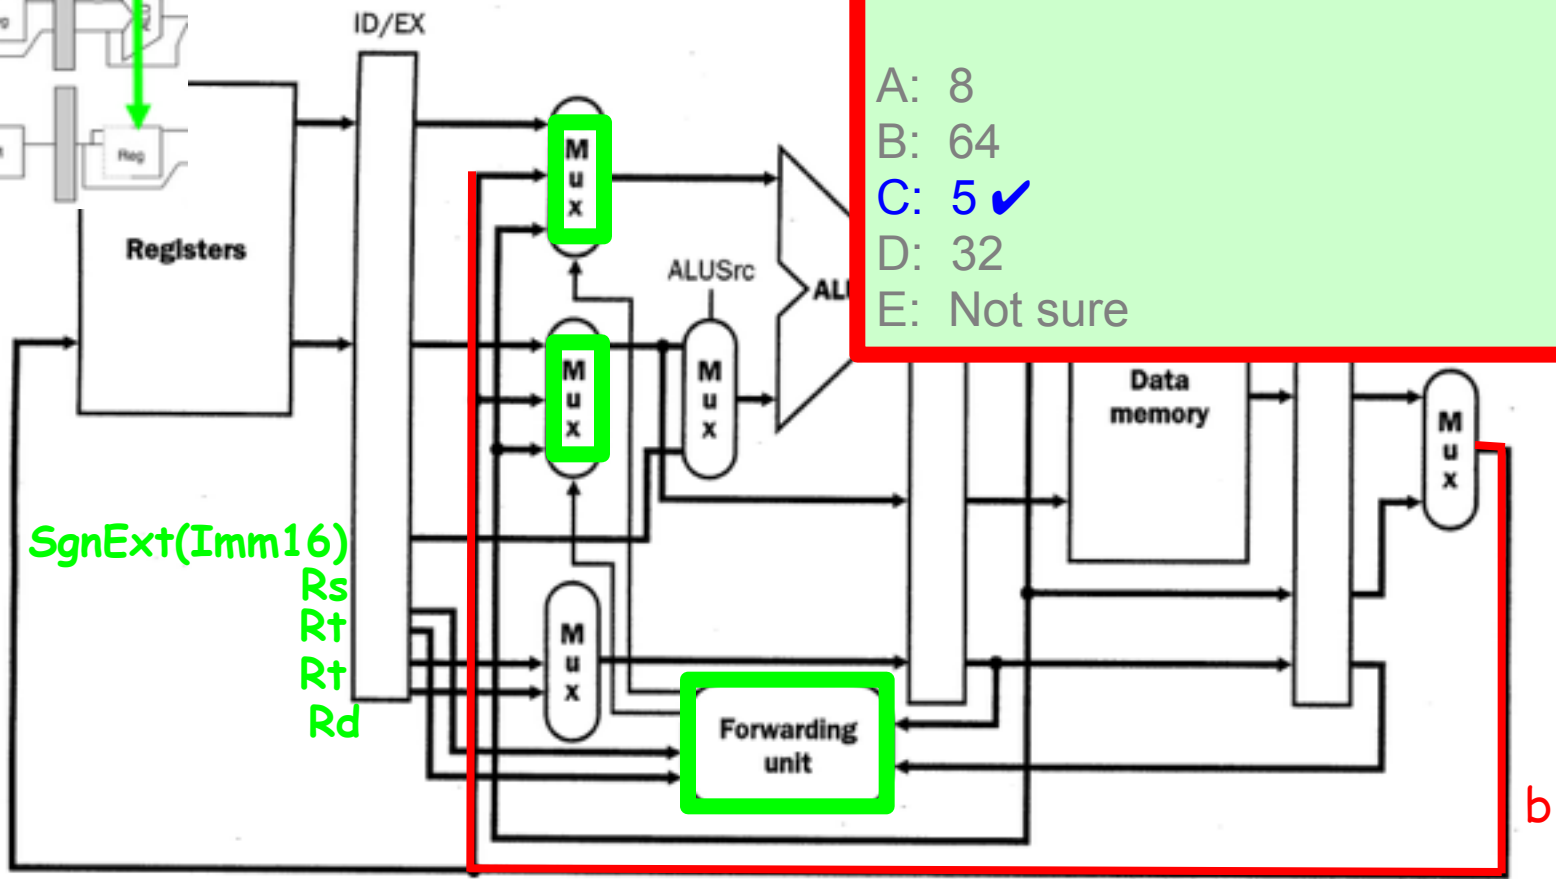 ID/EX
Reg
Registers
M
u
x
M
u
x
ALUSrc
M
u
x
A: 8
B: 64
C: 5 ✔
D: 32
E: Not sure
Data
memory
M
u
x
SgnExt(Imm16)
Rs
Rt
Rt
Rd
M
u
x
Forwarding
unit
b